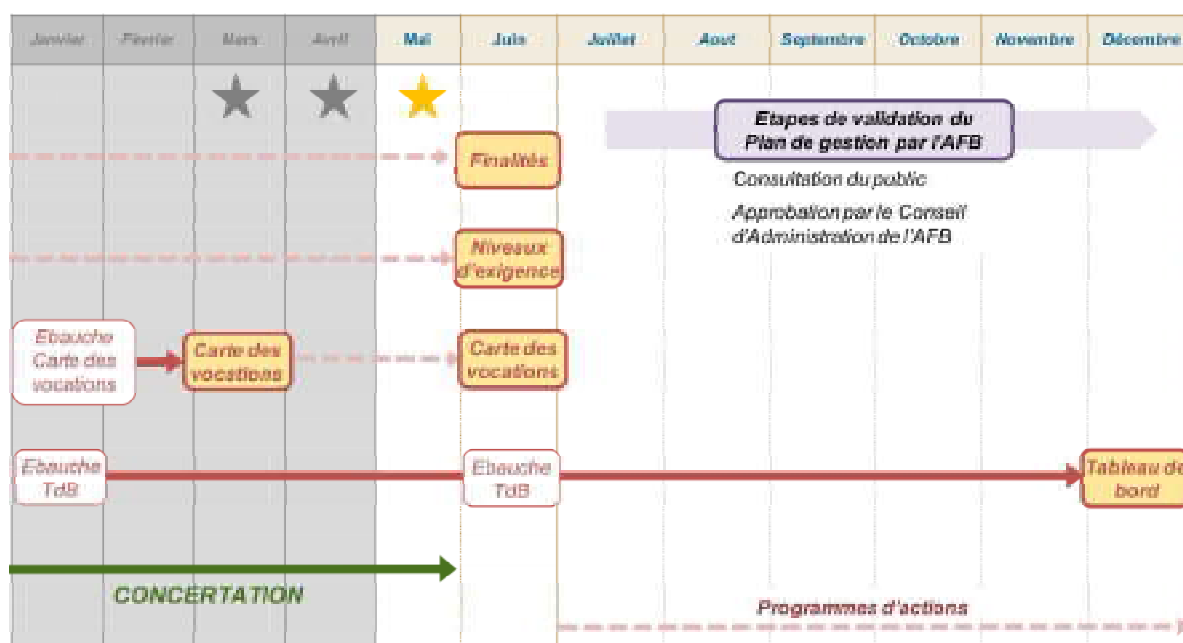 Janvier Février Mars Avril Mai Juin Juillet Aout Septembre Octobre Novembre Décembre
Etapes de validation du
Plan de gestion par l'AFB
Finalités
Consultation du public
Approbation par le Conseil
d'Administration de l'AFB
Niveaux
d'exigence
Ebauche
Carte des
vocations
Carte des
vocations
Carte des
vocations
Ebauche
TdB
Ebauche
TdB
Tableau de
bord
CONCERTATION
Programmes d'actions